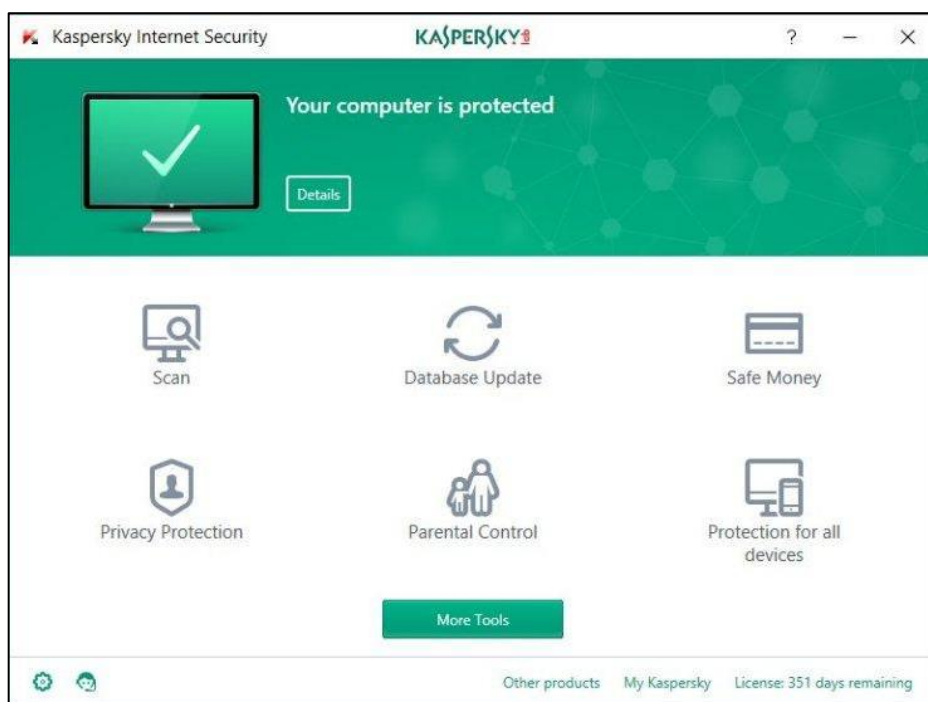 Kaspersky Internet Security
KASPERSKY
?
Your computer is protected
Details
Scan
Database Update
Safe Money
Privacy Protection
Parental Control
Protection for all
devices
More Tools
Other products
My Kaspersky
License: 351 days remaining